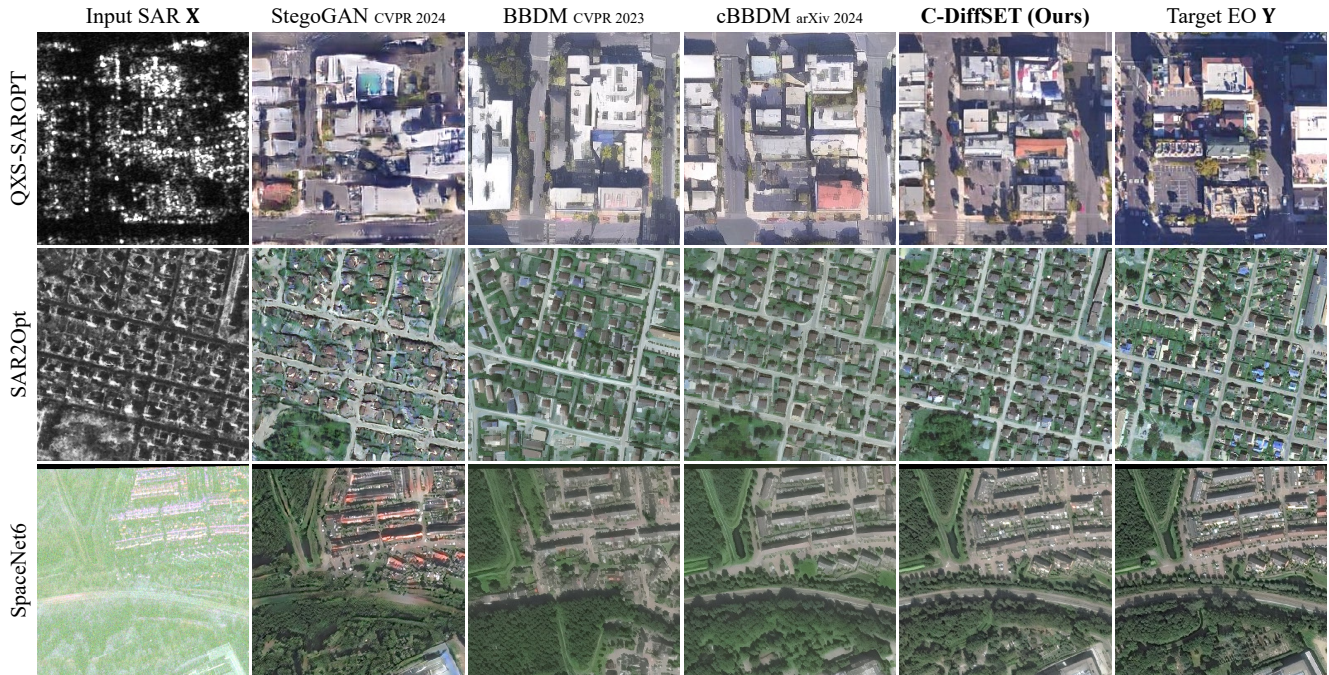 Input SAR X
StegoGAN CVPR 2024
BBDM CVPR 2023
cBBDM arXiv 2024
C-DiffSET (Ours)
Target EO Y
QXS-SAROPT
SAR2Opt
SpaceNet6